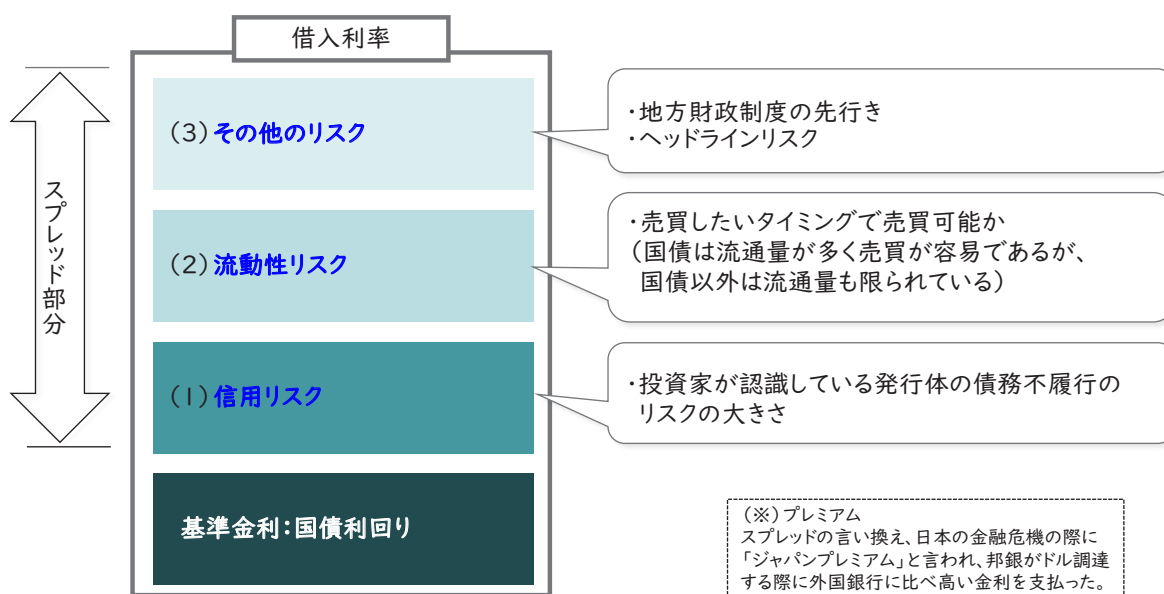 借入利率
スプレッド部分
(3)その他のリスク
・地方財政制度の先行き
・ヘッドラインリスク
(2)流動性リスク
・売買したいタイミングで売買可能か
(国債は流通量が多く売買が容易であるが、
国債以外は流通量も限られている)
(1)信用リスク
・投資家が認識している発行体の債務不履行の
リスクの大きさ
基準金利:国債利回り
(※)プレミアム
スプレッドの言い換え、日本の金融危機の際に
「ジャパンプレミアム」と言われ、邦銀がドル調達
する際に外国銀行に比べ高い金利を支払った。